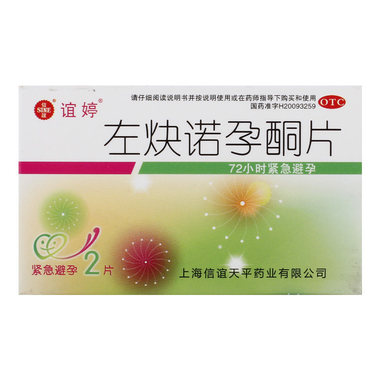 请仔细阅读说明书并按说明使用或在药师指导下购买和使用
国药准字H20093259
OTC
信
SINE
谊
谊婷®
左炔诺孕酮片
72小时紧急避孕
紧急避孕2片
上海信谊天平药业有限公司